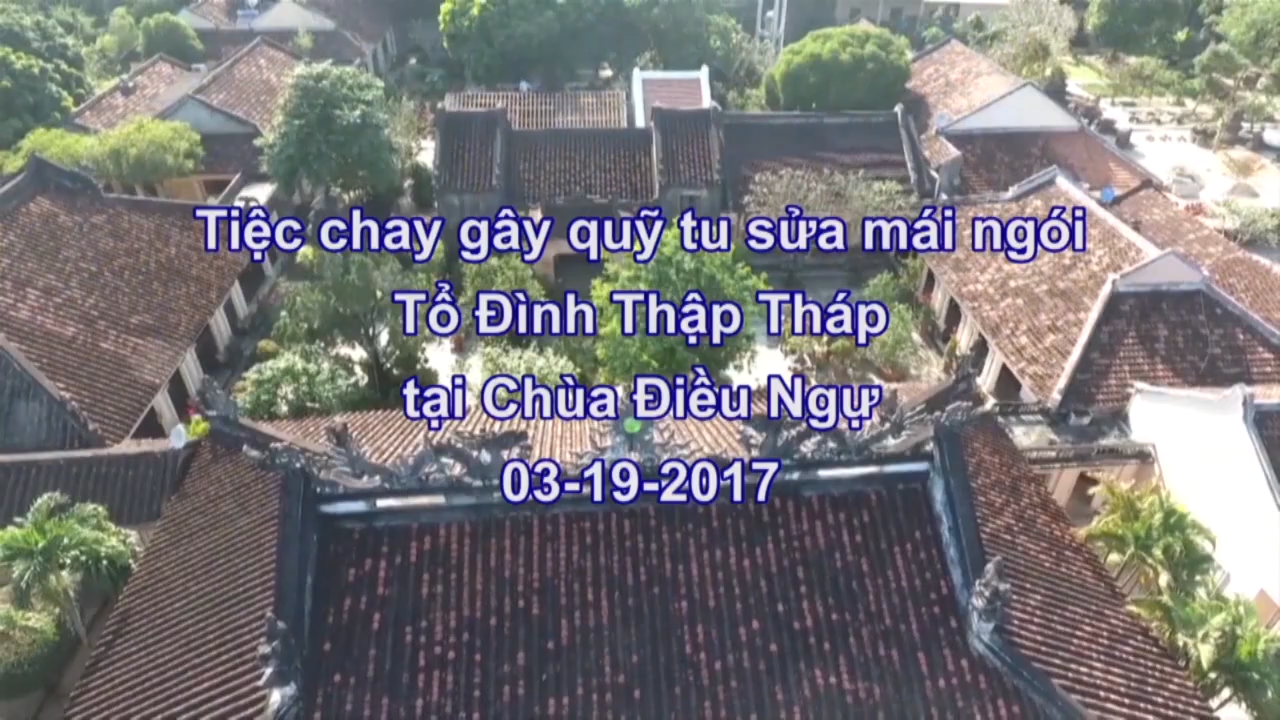 Tiệc chay gây quỹ tu sửa mái ngói
Tổ Đình Thập Tháp
tại Chùa Điều Ngự
03-19-2017